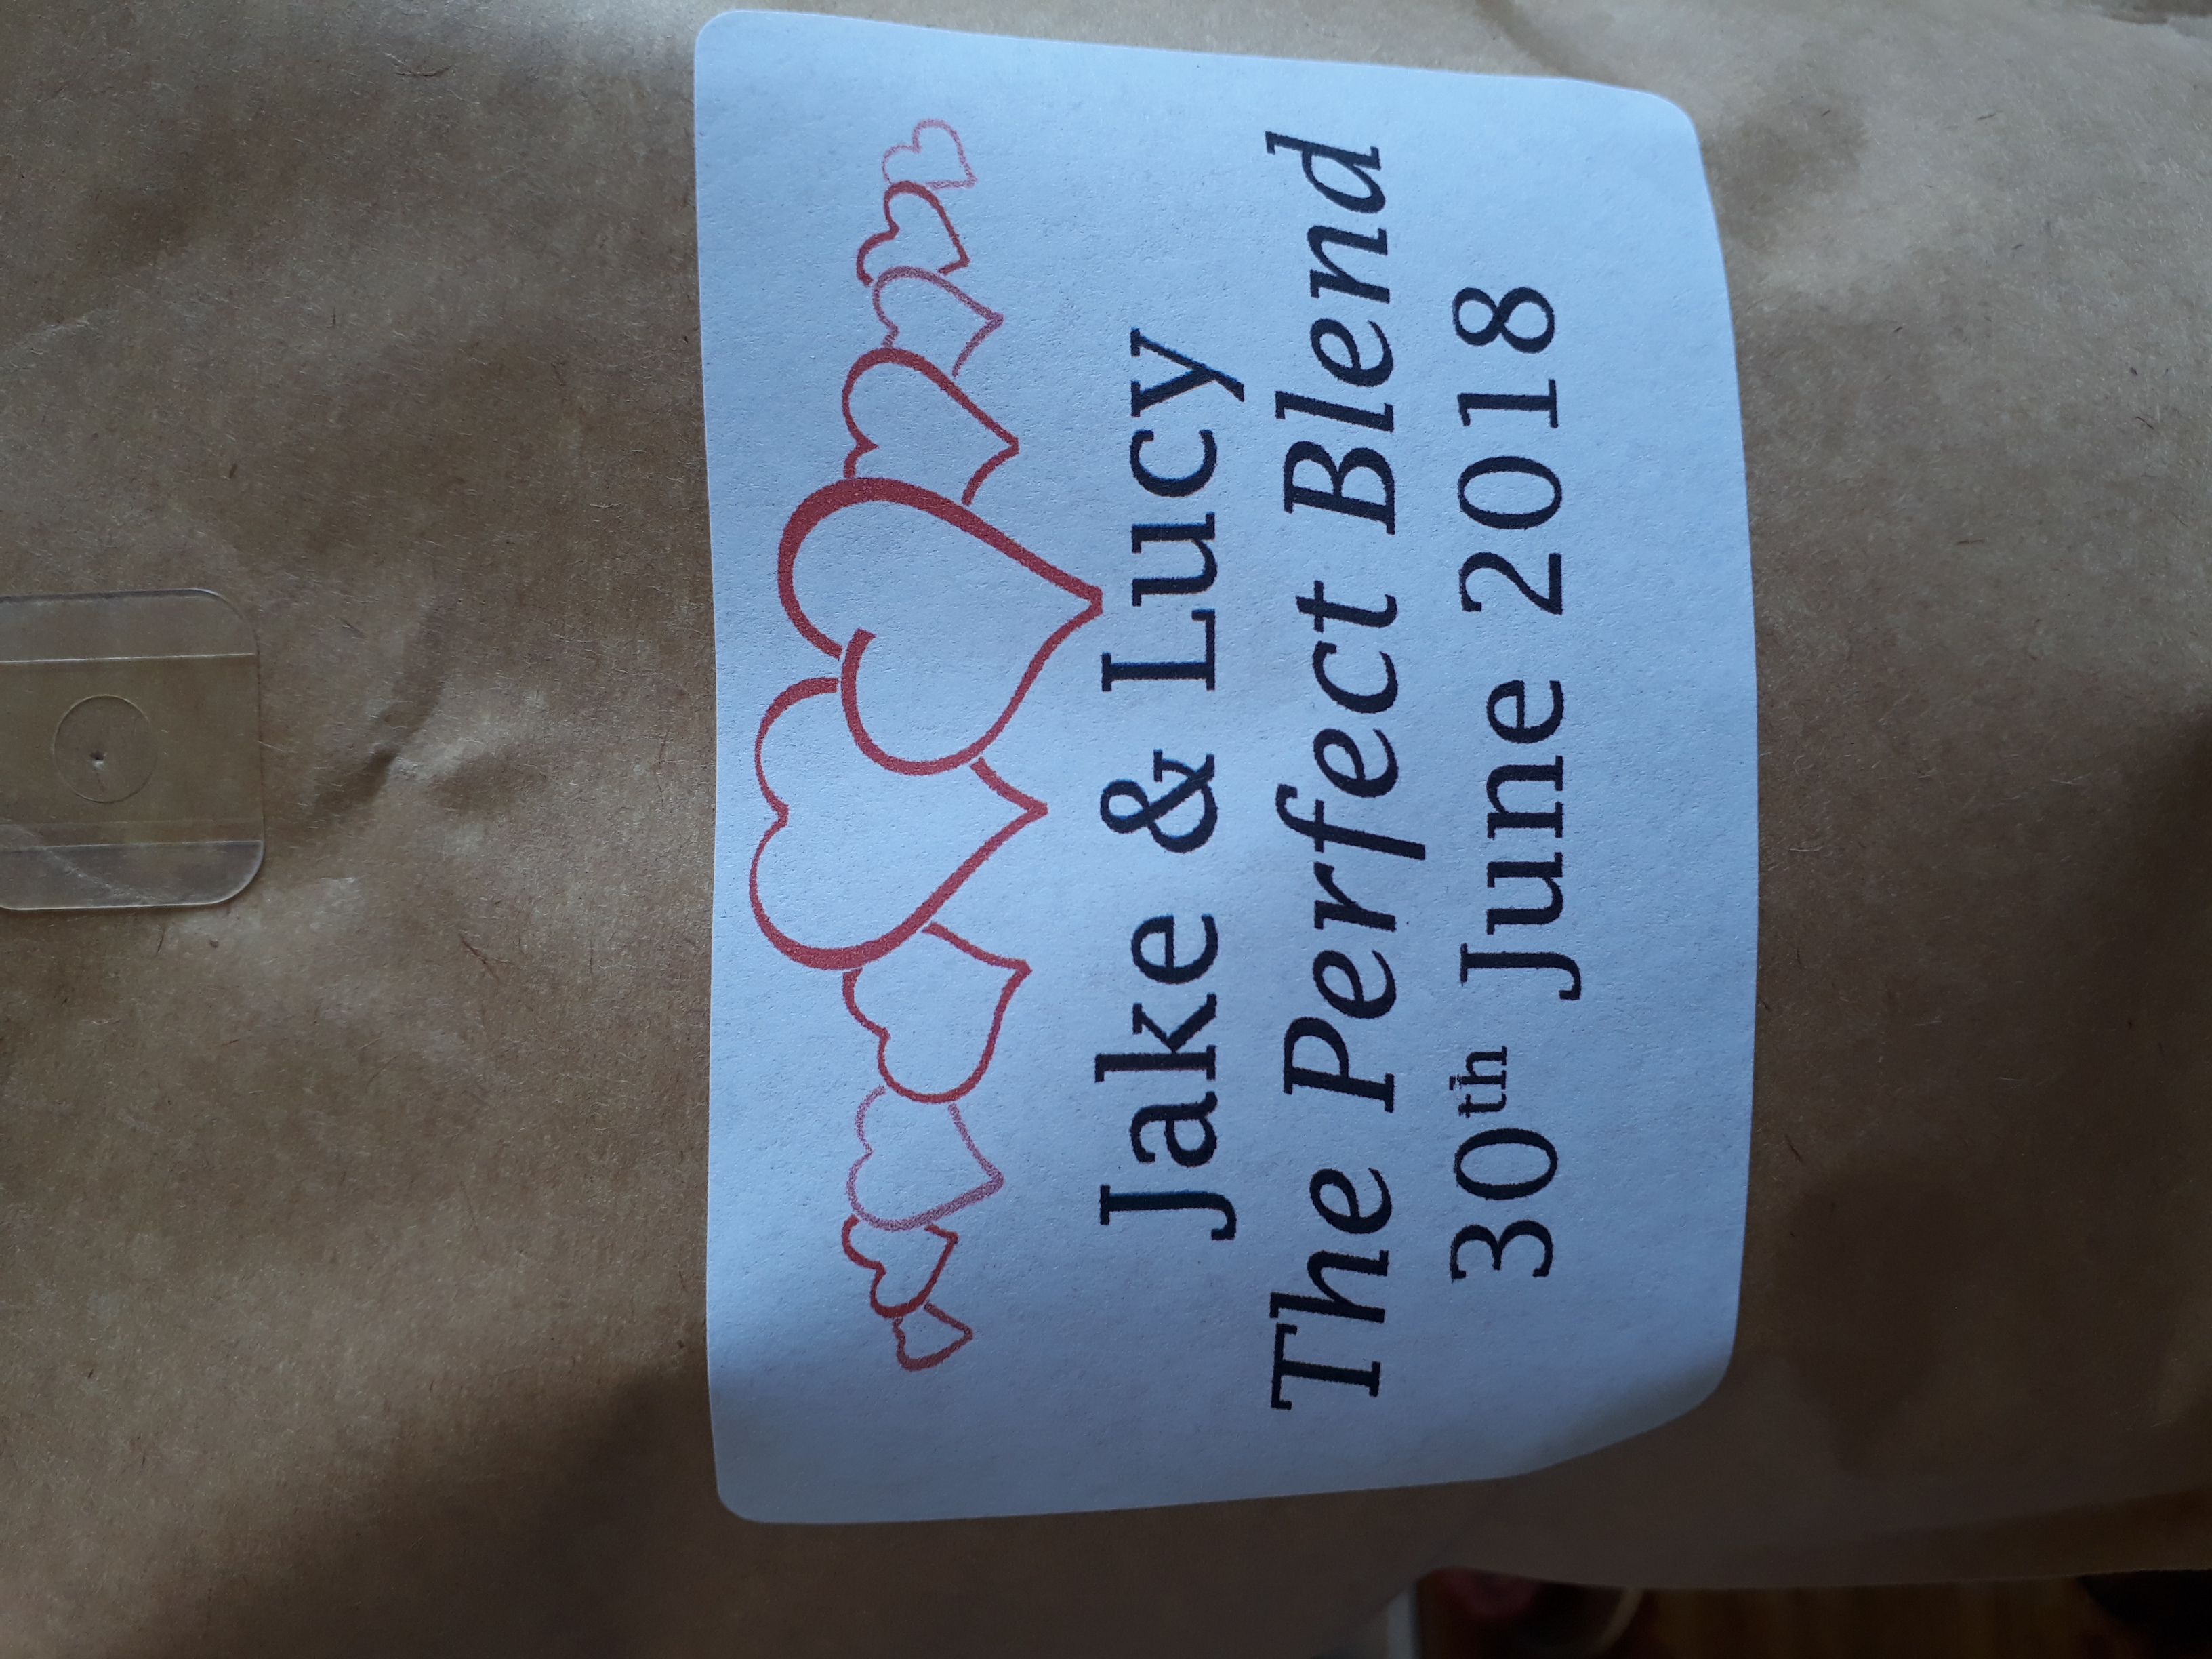 Jake & Lucy
The Perfect Blend
30th June 2018